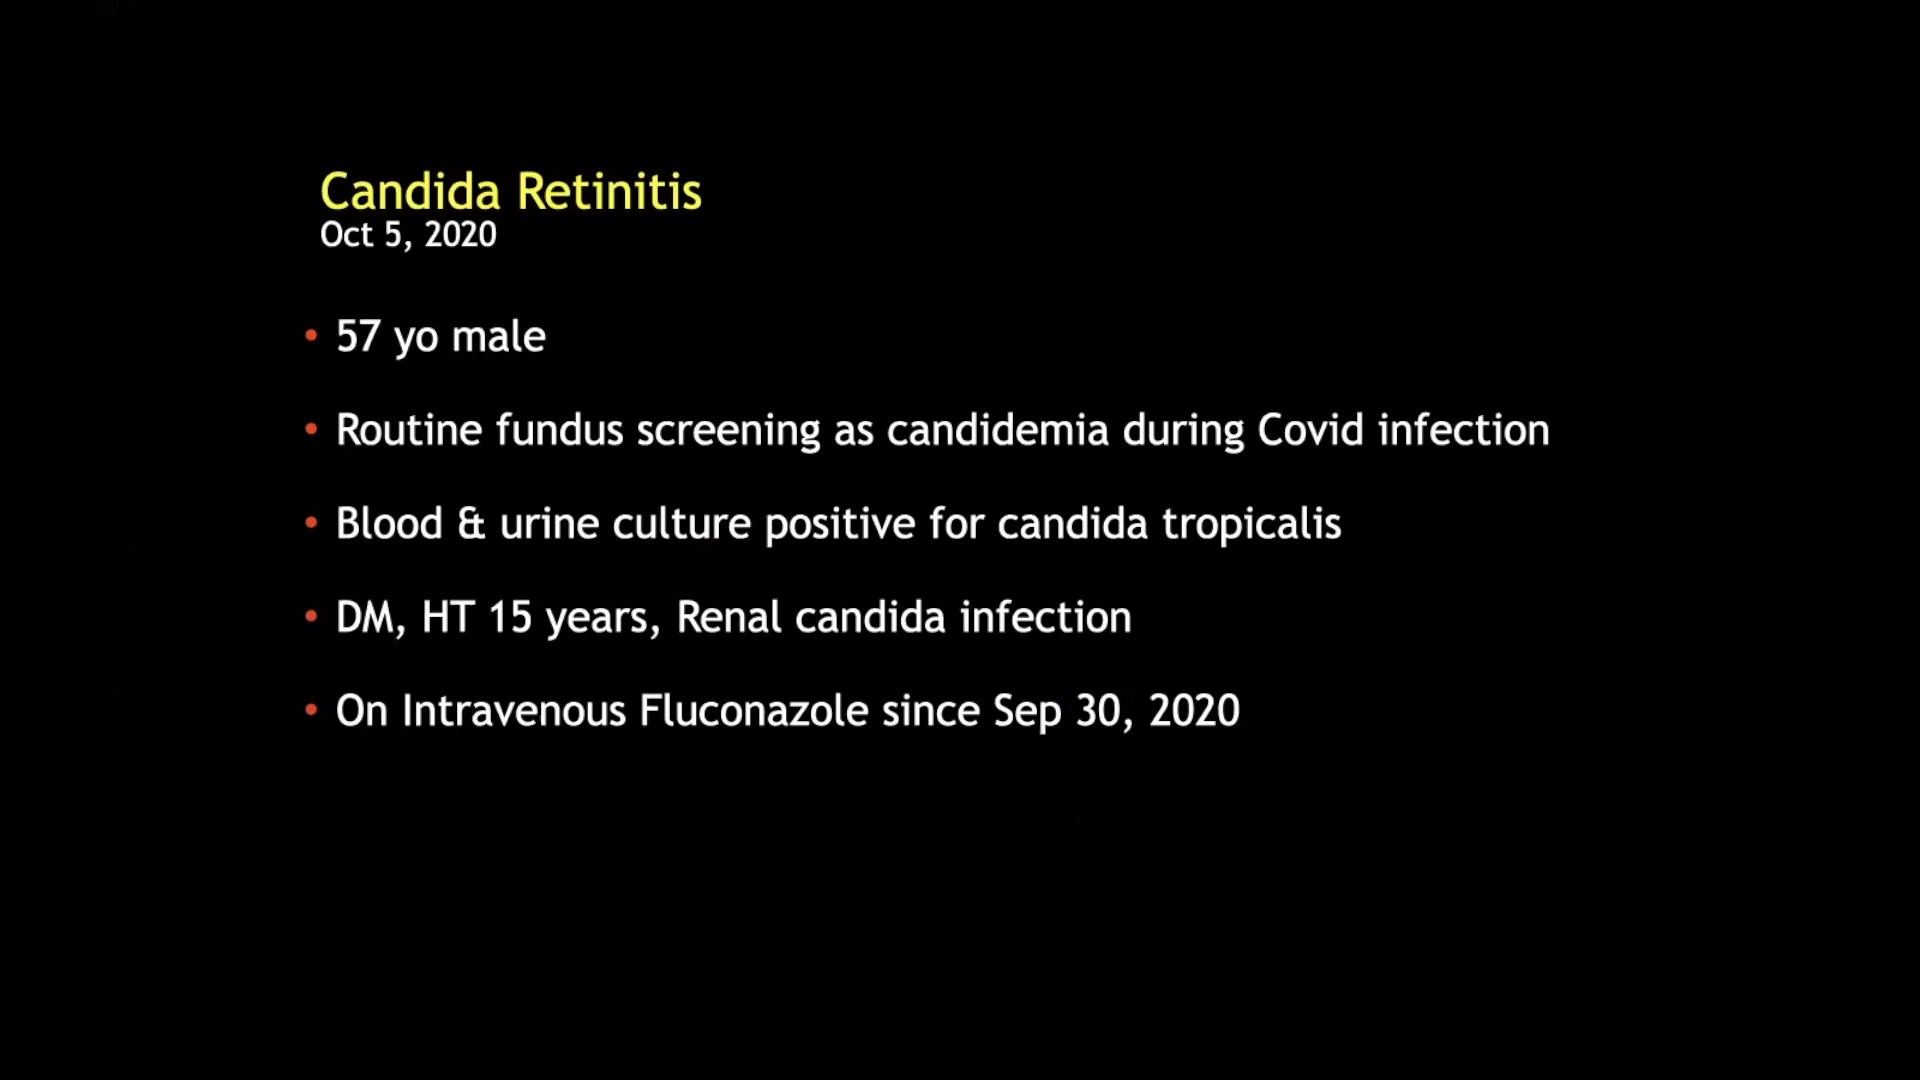 Candida Retinitis
Oct 5, 2020
• 57 yo male
• Routine fundus screening as candidemia during Covid infection
• Blood & urine culture positive for candida tropicalis
• DM, HT 15 years, Renal candida infection
• On Intravenous Fluconazole since Sep 30, 2020